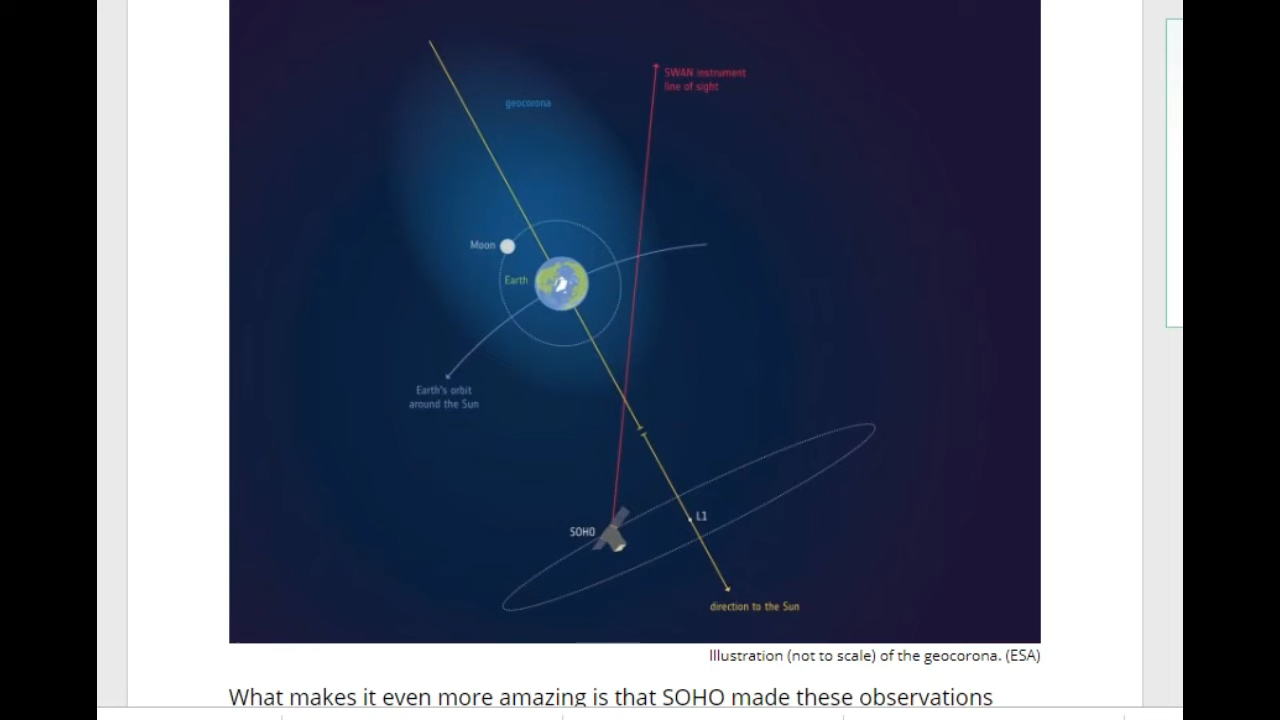 SWAN instrument
line of sight
geocorona
Moon
Earth
Earth's orbit
around the Sun
L1
SOHO
direction to the Sun
Illustration (not to scale) of the geocorona. (ESA)
What makes it even more amazing is that SOHO made these observations